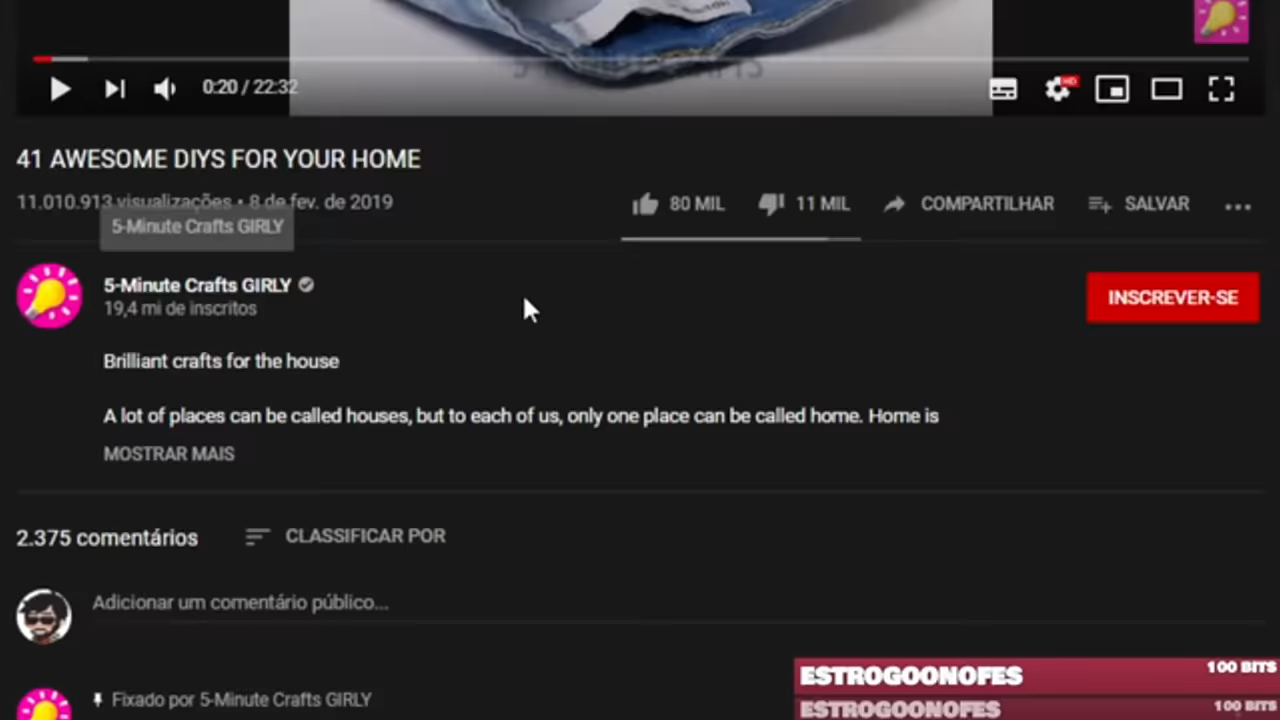 0:20 / 22:32
HD
41 AWESOME DIYS FOR YOUR HOME
11.010.913 visualizações • 8 de fev. de 2019
80 MIL
11 MIL
COMPARTILHAR
SALVAR
5-Minute Crafts GIRLY
5-Minute Crafts GIRLY
19,4 mi de inscritos
INSCREVER-SE
Brilliant crafts for the house
A lot of places can be called houses, but to each of us, only one place can be called home. Home is
MOSTRAR MAIS
2.375 comentários
CLASSIFICAR POR
Adicionar um comentário público...
ESTROGOONOFES
100 BITS
Fixado por 5-Minute Crafts GIRLY
ESTROGOONOFES
100 BITS